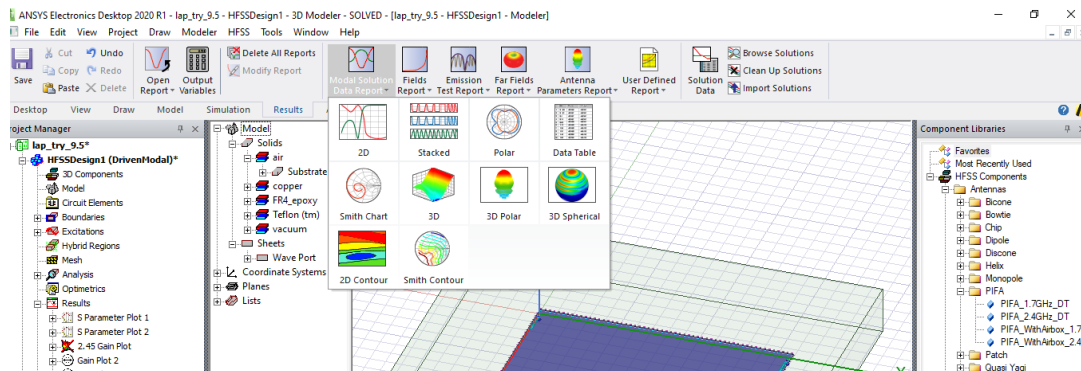 ANSYS Electronics Desktop 2020 R1 - lap_try_9.5 - HFSSDesign1 - 3D Modeler - SOLVED - [lap_try_9.5 - HFSSDesign1 - Modeler]
File Edit View Project Draw Modeler HFSS Tools Window Help
Save
Cut
Copy
Paste
Undo
Redo
Delete
Open Report
Output Variables
Delete All Reports
Modify Report
Modal Solution Data Report
Fields Report
Emission Test Report
Far Fields Report
Antenna Parameters Report
User Defined Report
Solution Data
Browse Solutions
Clean Up Solutions
Import Solutions
Desktop View Draw Model Simulation Results
roject Manager
lap_try_9.5*
HFSSDesign1 (DrivenModal)*
3D Components
Model
Circuit Elements
Boundaries
Excitations
Hybrid Regions
Mesh
Analysis
Optimetrics
Results
S Parameter Plot 1
S Parameter Plot 2
2.45 Gain Plot
Gain Plot 2
Model
Solids
air
Substrate
copper
FR4_epoxy
Teflon (tm)
vacuum
Sheets
Wave Port
Coordinate Systems
Planes
Lists
2D
Stacked
Polar
Data Table
Smith Chart
3D
3D Polar
3D Spherical
2D Contour
Smith Contour
Component Libraries
Favorites
Most Recently Used
HFSS Components
Antennas
Bicone
Bowtie
Chip
Dipole
Discone
Helix
Monopole
PIFA
PIFA_1.7GHz_DT
PIFA_2.4GHz_DT
PIFA_WithAirbox_1.7
PIFA_WithAirbox_2.4
Patch
Quasi Yagi